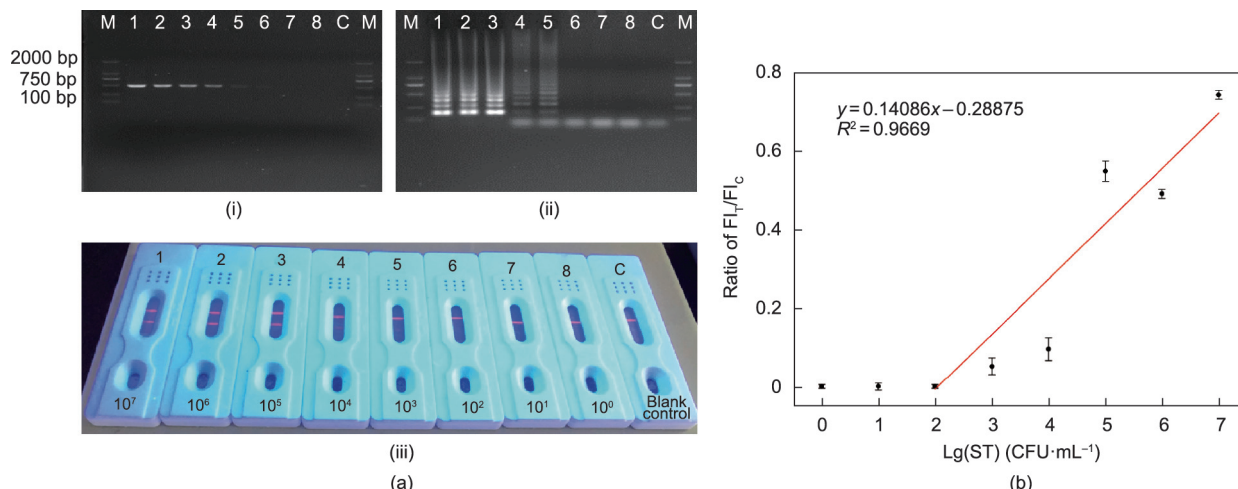 M 1 2 3 4 5 6 7 8 C M
2000 bp
750 bp
100 bp
(i)
1 2 3 4 5 6 7 8 C
M M
(ii)
1 2 3 4 5 6 7 8 C
10⁷ 10⁶ 10⁵ 10⁴ 10³ 10² 10¹ 10⁰ Blank
control
(iii)
(a)
0.8
0.6
0.4
0.2
0
Ratio of FI_T/FI_C
y=0.14086x−0.28875
R²=0.9669
0 1 2 3 4 5 6 7
Lg(ST) (CFU·mL⁻¹)
(b)